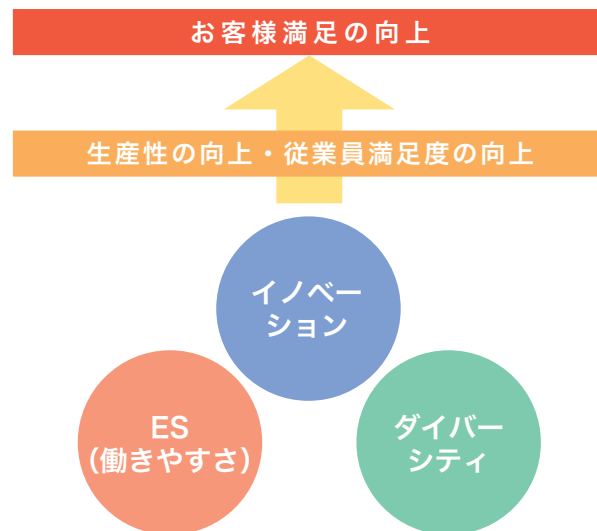 お客様満足の向上
生産性の向上・従業員満足度の向上
イノベー
ション
ES
（働きやすさ）
ダイバー
シティ